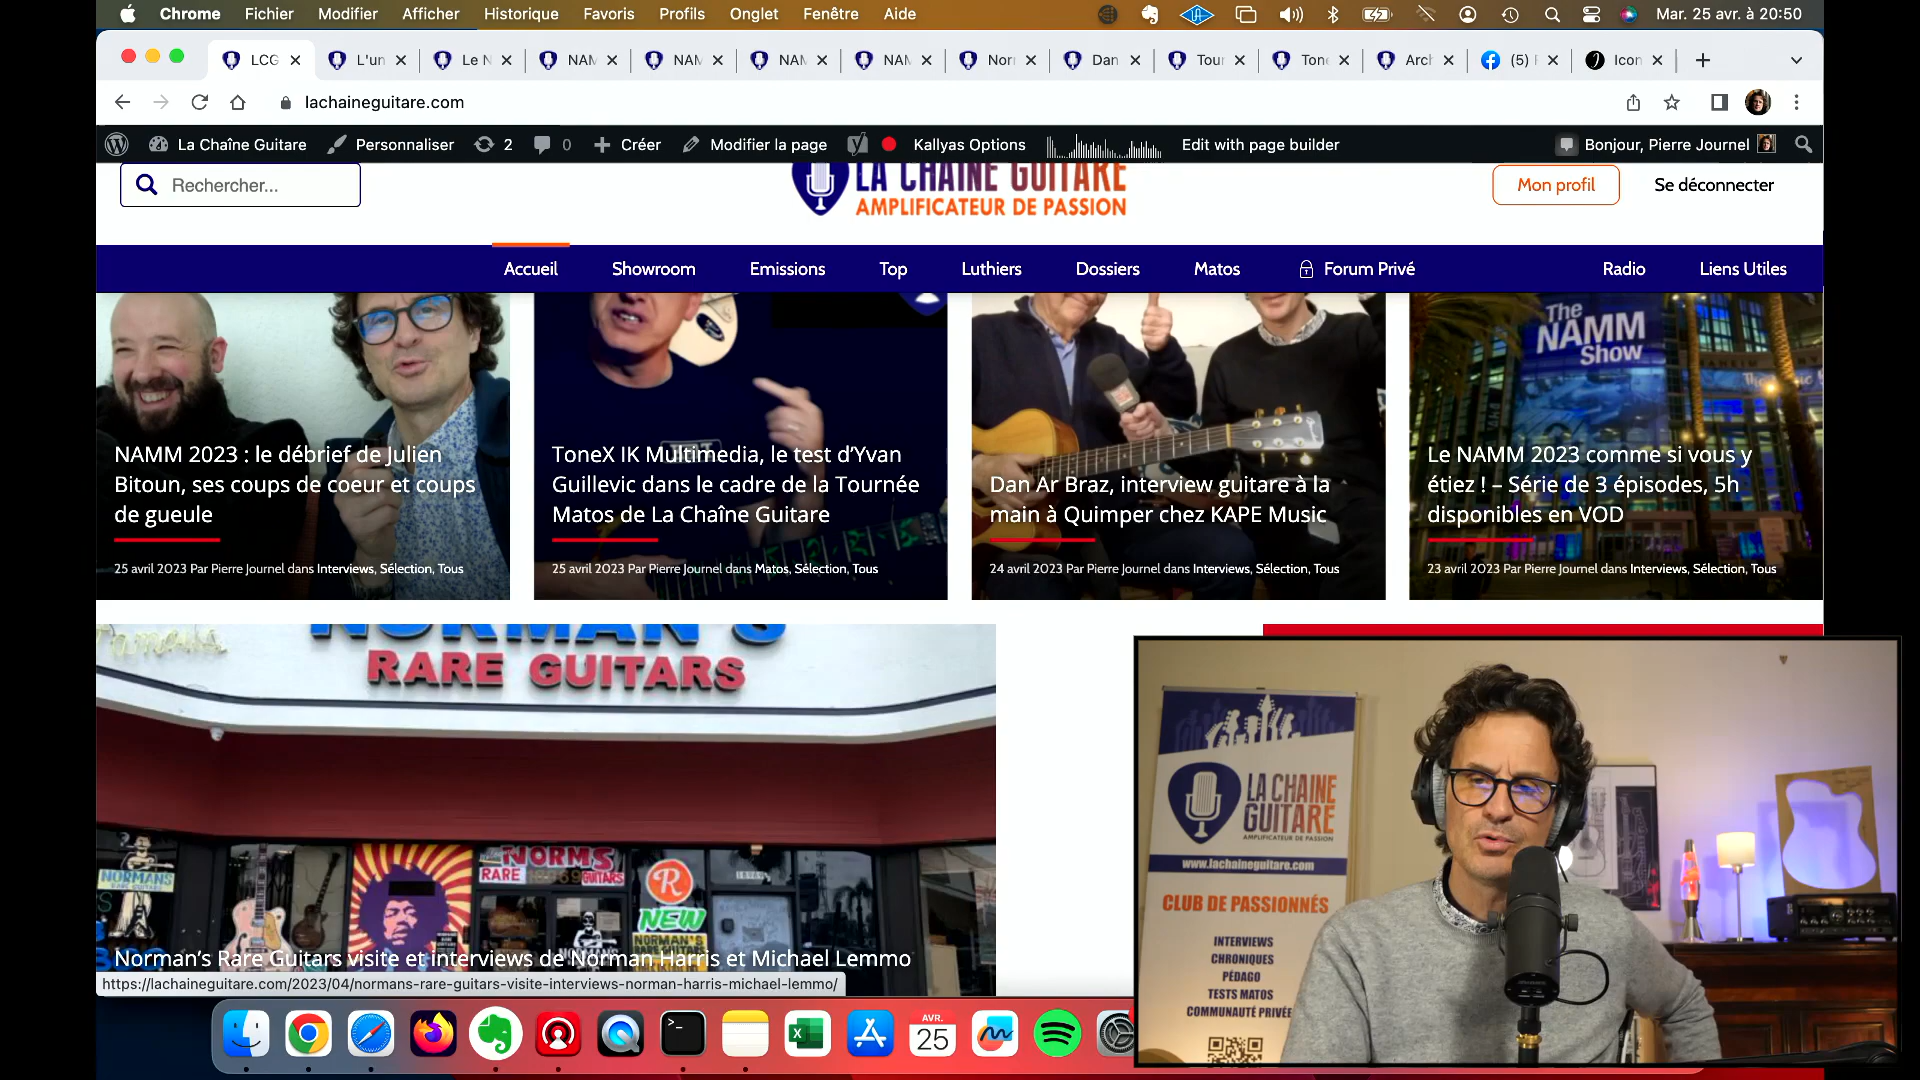 Chrome Fichier Modifier Afficher Historique Favoris Profils Onglet Fenêtre Aide Mar. 25 avr. à 20:50
LCG L'un Le N NAM NAM NAM NAM Norr Dan Tour Tone Arch (5) F Icon
lachaineguitare.com
La Chaîne Guitare Personnaliser 2 0 Créer Modifier la page Kallyas Options Edit with page builder Bonjour, Pierre Journel
Rechercher...
LA CHAINE GUITARE
AMPLIFICATEUR DE PASSION
Mon profil Se déconnecter
Accueil Showroom Emissions Top Luthiers Dossiers Matos Forum Privé Radio Liens Utiles
The
NAMM
Show
NAMM 2023 : le débrief de Julien
Bitoun, ses coups de coeur et coups
de gueule
25 avril 2023 Par Pierre Journel dans Interviews, Sélection, Tous
ToneX IK Multimedia, le test d'Yvan
Guillevic dans le cadre de la Tournée
Matos de La Chaîne Guitare
25 avril 2023 Par Pierre Journel dans Matos, Sélection, Tous
Dan Ar Braz, interview guitare à la
main à Quimper chez KAPE Music
24 avril 2023 Par Pierre Journel dans Interviews, Sélection, Tous
Le NAMM 2023 comme si vous y
étiez ! – Série de 3 épisodes, 5h
disponibles en VOD
23 avril 2023 Par Pierre Journel dans Interviews, Sélection, Tous
NORMAN'S
RARE GUITARS
NORMANS
NORMS
RARE GUITARS
R
NEW
NORMAN'S
Norman's Rare Guitars visite et interviews de Norman Harris et Michael Lemmo
https://lachaineguitare.com/2023/04/normans-rare-guitars-visite-interviews-norman-harris-michael-lemmo/
LA CHAINE
GUITARE
AMPLIFICATEUR DE PASSION
www.lachaineguitare.com
CLUB DE PASSIONNÉS
INTERVIEWS
CHRONIQUES
PÉDAGO
TESTS MATOS
COMMUNAUTÉ PRIVÉE
AVR.
25